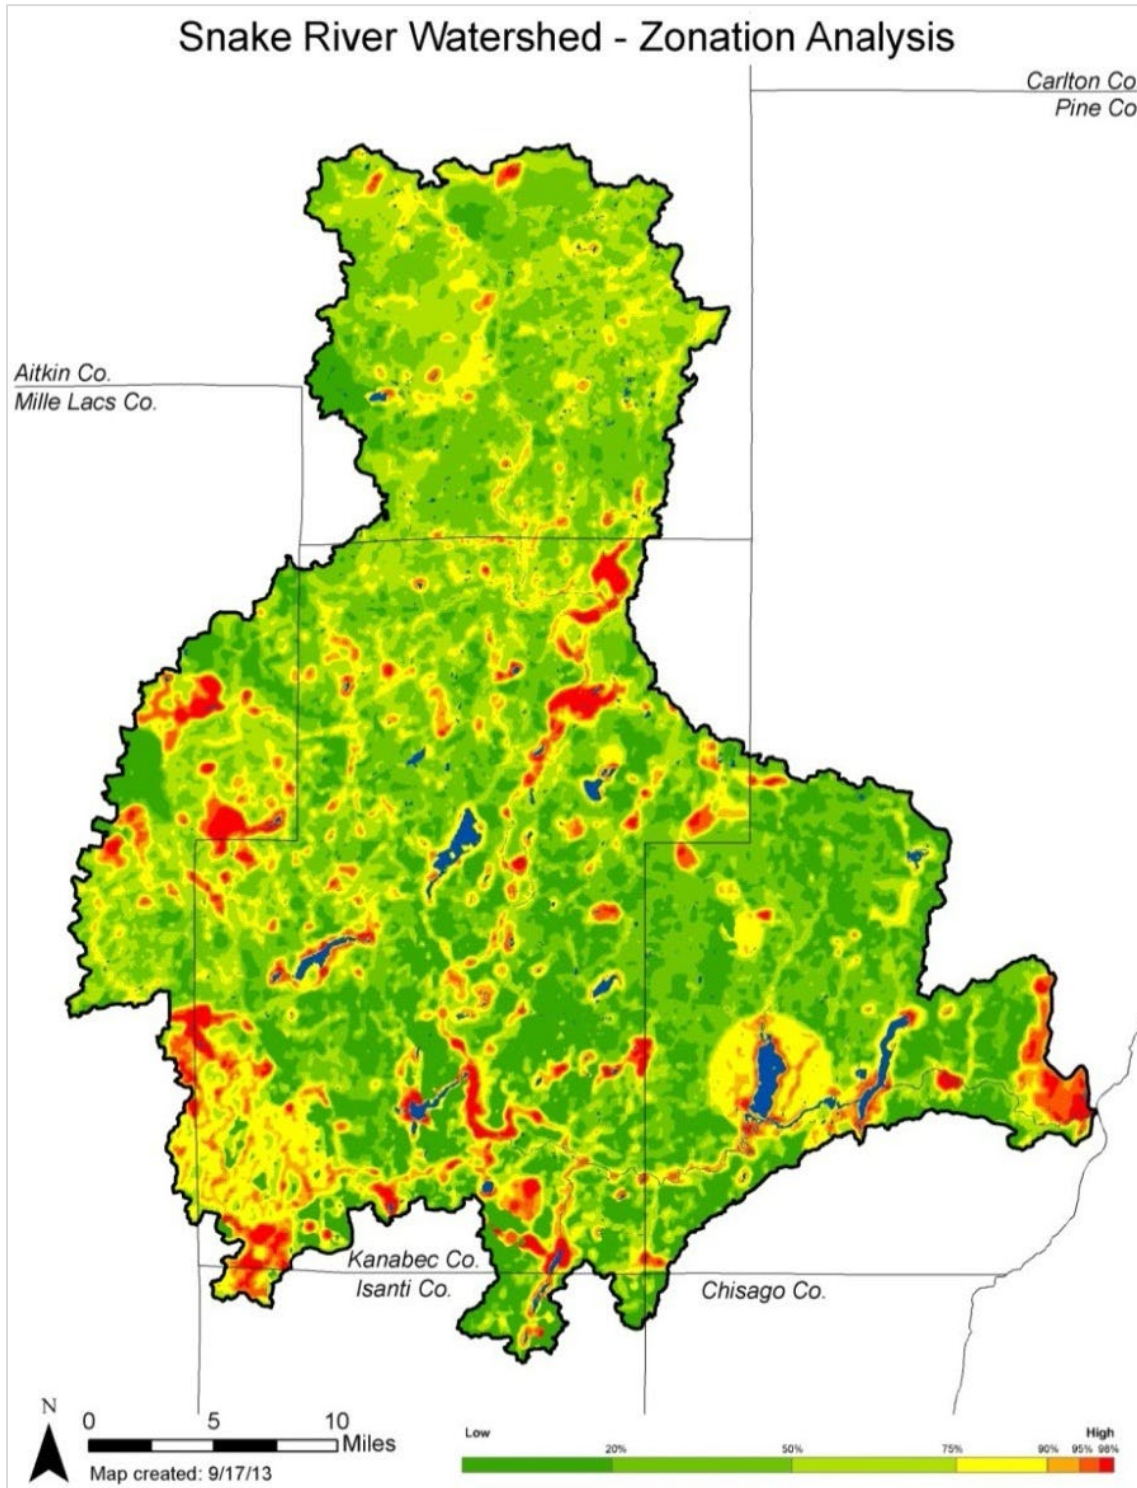 Snake River Watershed - Zonation Analysis
Carlton Co
Pine Co
Aitkin Co.
Mille Lacs Co.
Kanabec Co.
Isanti Co.
Chisago Co.
N
0 5 10
Miles
Map created: 9/17/13
Low High
20% 50% 75% 90% 95% 98%